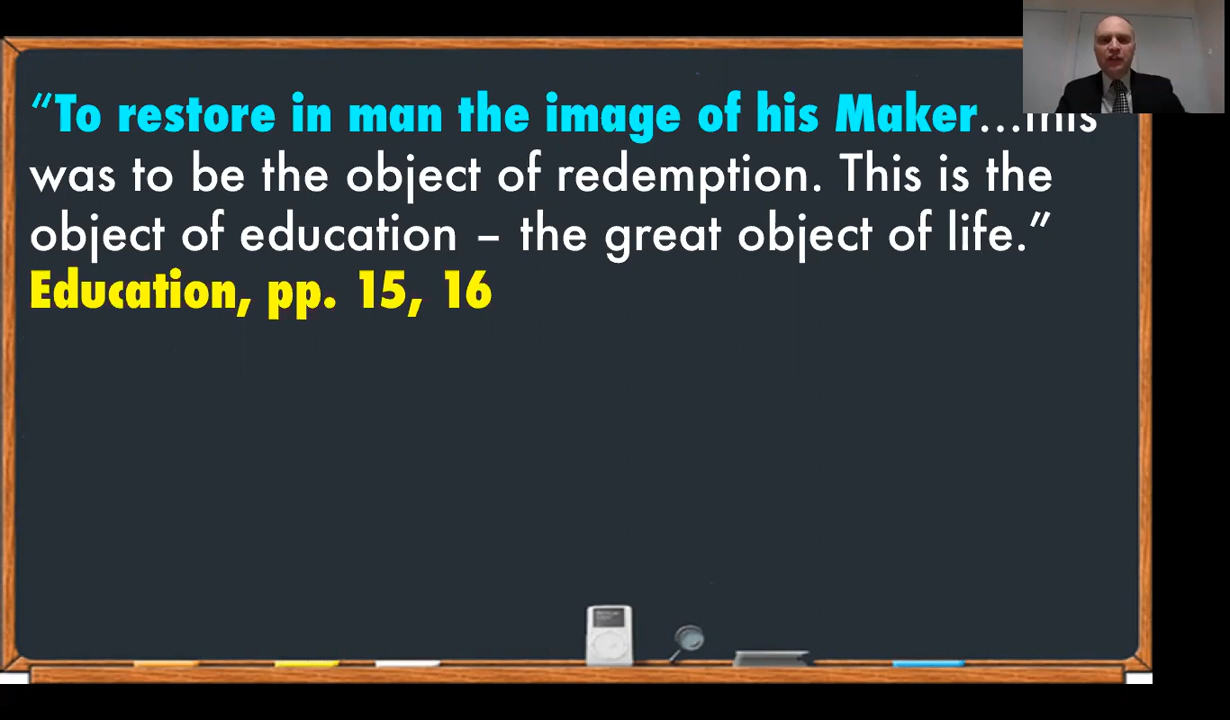 “To restore in man the image of his Maker...this
was to be the object of redemption. This is the
object of education – the great object of life.”
Education, pp. 15, 16